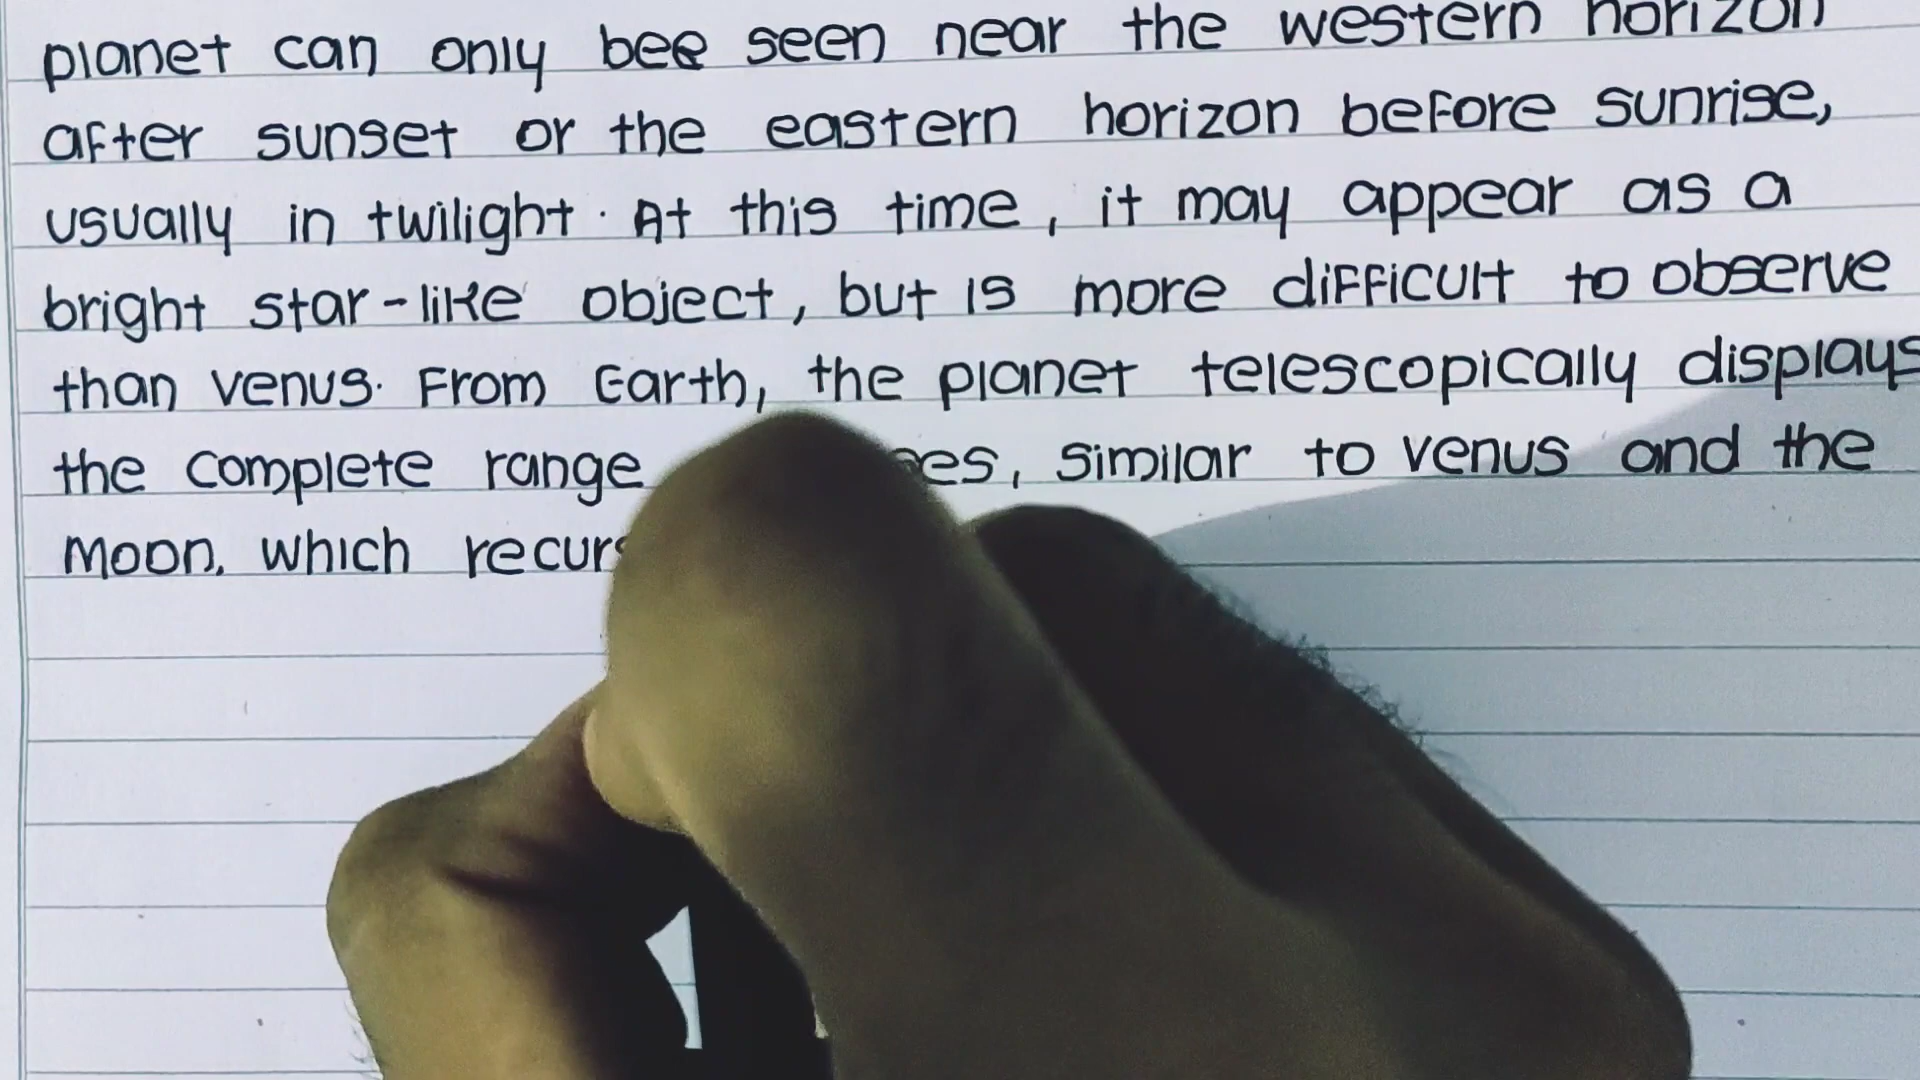 planet can only bee seen near the western horizon
after sunset or the eastern horizon before sunrise,
usually in twilight. At this time, it may appear as a
bright star-like object, but is more difficult to observe
than venus. From Earth, the planet telescopically displays
the complete range similar to venus and the
Moon, which